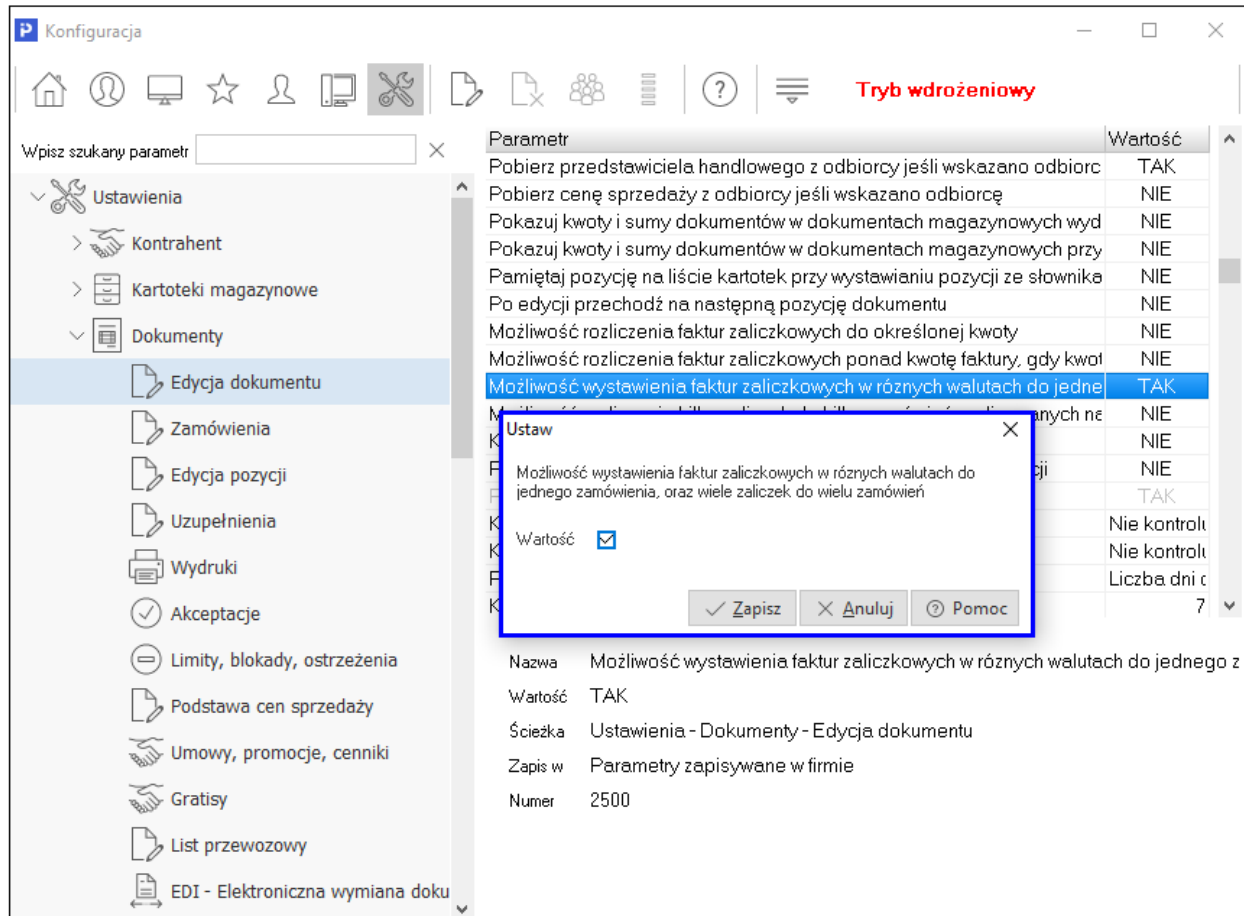 Konfiguracja
Tryb wdrożeniowy
Wpisz szukany parametr
Ustawienia
Kontrahent
Kartoteki magazynowe
Dokumenty
Edycja dokumentu
Zamówienia
Edycja pozycji
Uzupełnienia
Wydruki
Akceptacje
Limity, blokady, ostrzeżenia
Podstawa cen sprzedaży
Umowy, promocje, cenniki
Gratisy
List przewozowy
EDI - Elektroniczna wymiana doku
Parametr Wartość
Pobierz przedstawiciela handlowego z odbiorcy jeśli wskazano odbiorc TAK
Pobierz cenę sprzedaży z odbiorcy jeśli wskazano odbiorcę NIE
Pokazuj kwoty i sumy dokumentów w dokumentach magazynowych wyd NIE
Pokazuj kwoty i sumy dokumentów w dokumentach magazynowych przy NIE
Pamiętaj pozycję na liście kartotek przy wystawianiu pozycji ze słownika NIE
Po edycji przechodź na następną pozycję dokumentu NIE
Możliwość rozliczenia faktur zaliczkowych do określonej kwoty NIE
Możliwość rozliczenia faktur zaliczkowych ponad kwotę faktury, gdy kwot NIE
Możliwość wystawienia faktur zaliczkowych w róznych walutach do jedne TAK
anych na NIE
K NIE
cji NIE
TAK
K Nie kontrolu
K Nie kontrolu
Liczba dni
K 7
Ustaw
Możliwość wystawienia faktur zaliczkowych w róznych walutach do
jednego zamówienia, oraz wiele zaliczek do wielu zamówień
Wartość
Zapisz Anuluj Pomoc
Nazwa Możliwość wystawienia faktur zaliczkowych w róznych walutach do jednego z
Wartość TAK
Ścieżka Ustawienia - Dokumenty - Edycja dokumentu
Zapis w Parametry zapisywane w firmie
Numer 2500